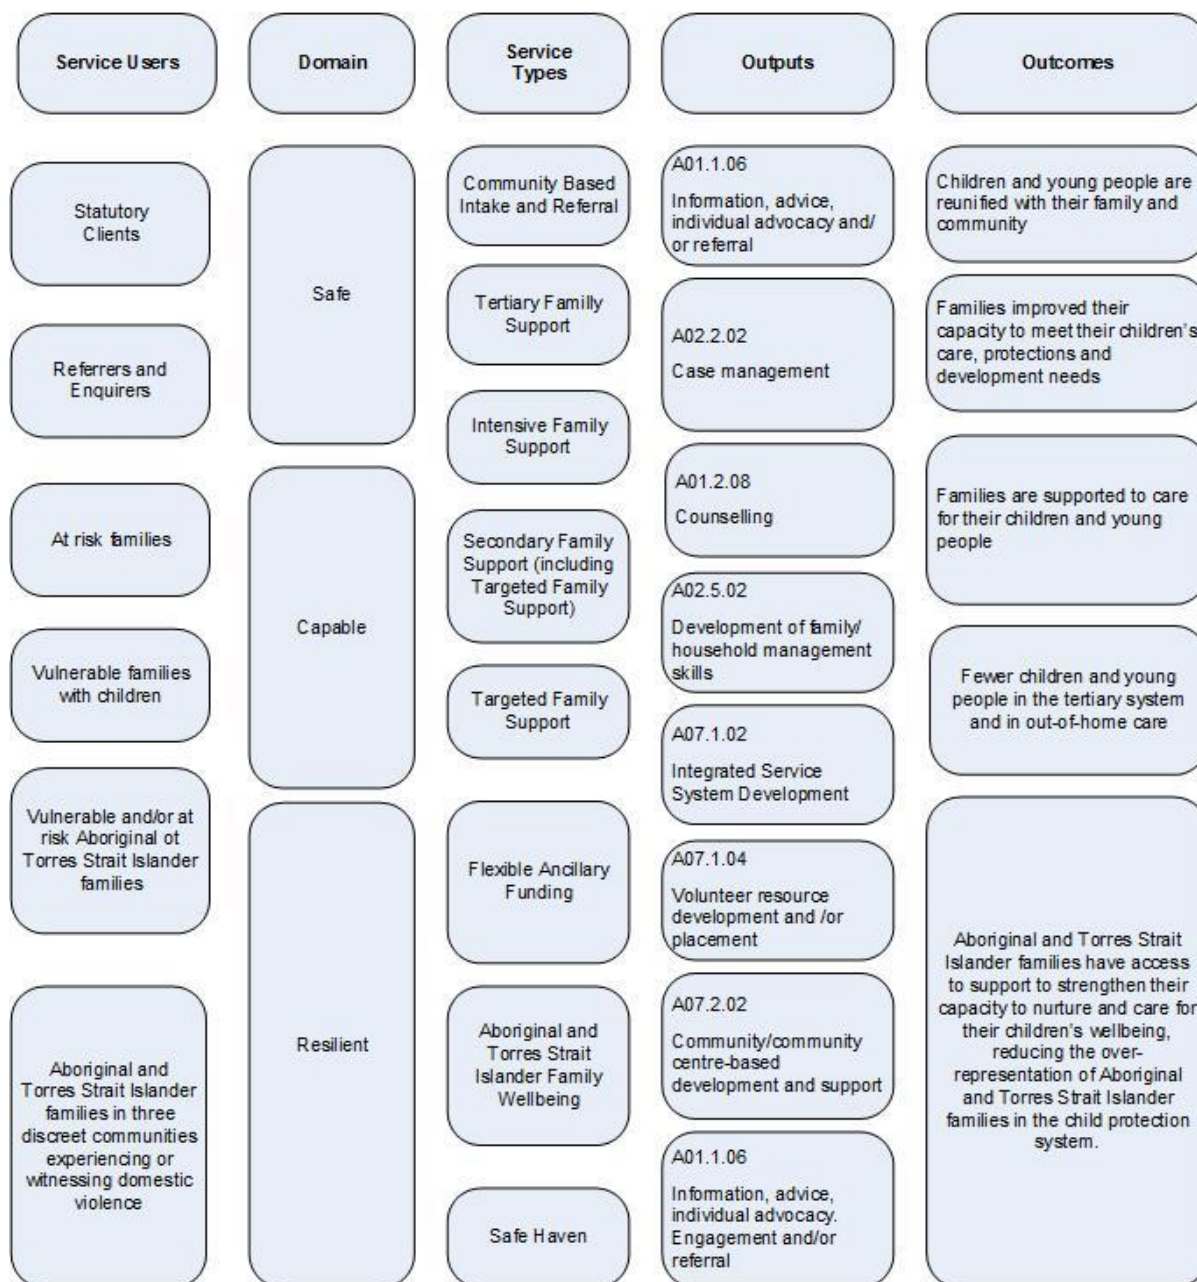 Service Users
Domain
Service
Types
Outputs
Outcomes
Statutory
Clients
Referrers and
Enquirers
At risk families
Vulnerable families
with children
Vulnerable and/or at
risk Aboriginal ot
Torres Strait Islander
families
Aboriginal and
Torres Strait Islander
families in three
discreet communities
experiencing or
witnessing domestic
violence
Safe
Capable
Resilient
Community Based
Intake and Referral
Tertiary Familly
Support
Intensive Family
Support
Secondary Family
Support (including
Targeted Family
Support)
Targeted Family
Support
Flexible Ancillary
Funding
Aboriginal and
Torres Strait
Islander Family
Wellbeing
Safe Haven
A01.1.06
Information, advice,
individual advocacy and/
or referral
A02.2.02
Case management
A01.2.08
Counselling
A02.5.02
Development of family/
household management
skills
A07.1.02
Integrated Service
System Development
A07.1.04
Volunteer resource
development and /or
placement
A07.2.02
Community/community
centre-based
development and support
A01.1.06
Information, advice,
individual advocacy.
Engagement and/or
referral
Children and young people are
reunified with their family and
community
Families improved their
capacity to meet their children's
care, protections and
development needs
Families are supported to care
for their children and young
people
Fewer children and young
people in the tertiary system
and in out-of-home care
Aboriginal and Torres Strait
Islander families have access
to support to strengthen their
capacity to nurture and care for
their children's wellbeing,
reducing the over-
representation of Aboriginal
and Torres Strait Islander
families in the child protection
system.